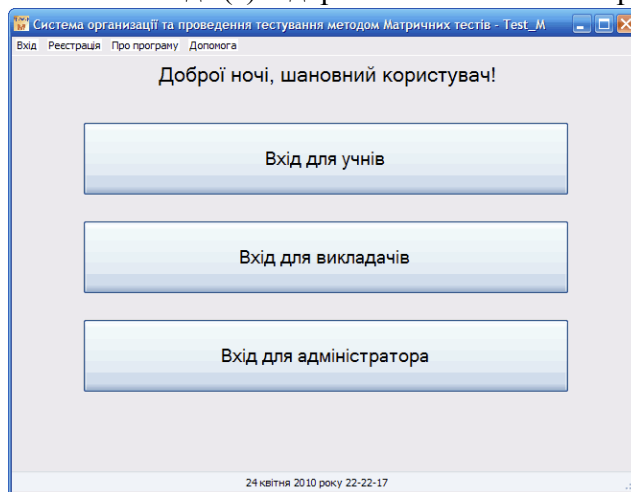 Система организації та проведення тестування методом Матричних тестів - Test_M
Вхід Реєстрація Про програму Допомога
Доброї ночі, шановний користувач!
Вхід для учнів
Вхід для викладачів
Вхід для адміністратора
24 квітня 2010 року 22-22-17